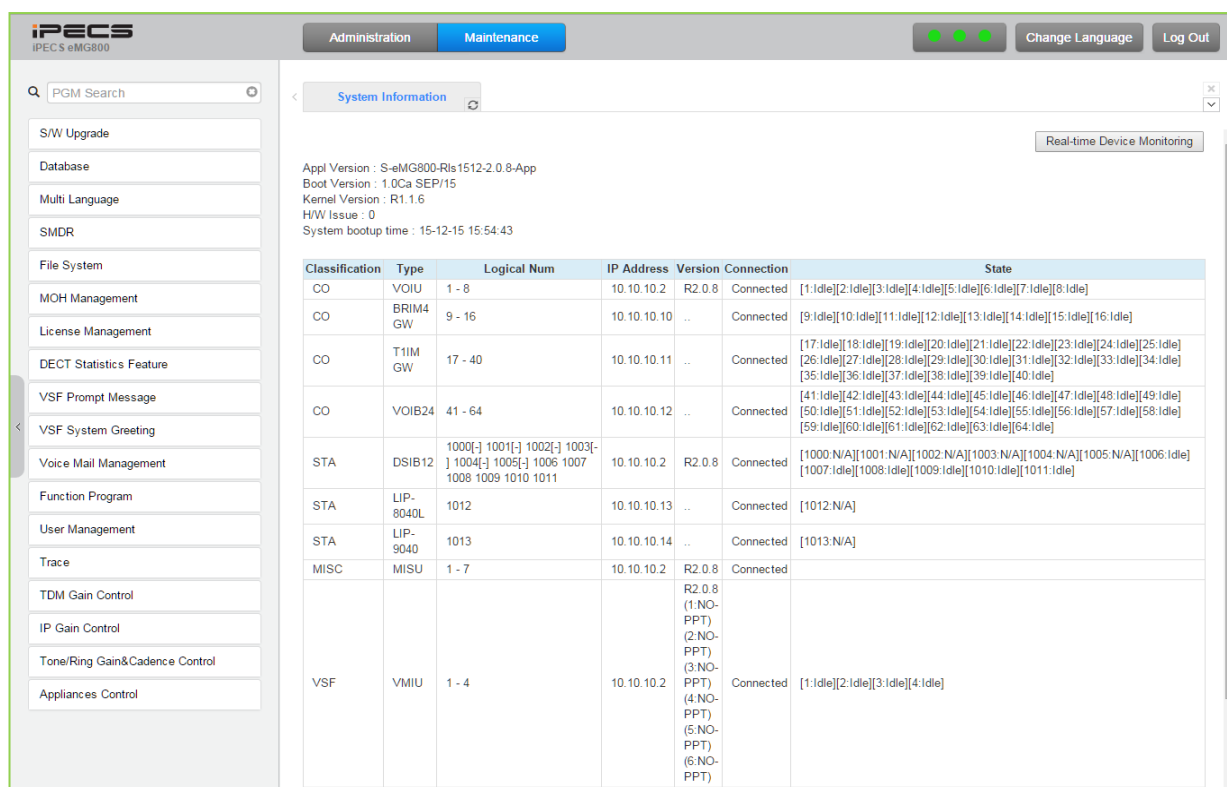 iPECS
iPECS eMG800
Administration
Maintenance
Change Language
Log Out
PGM Search
S/W Upgrade
Database
Multi Language
SMDR
File System
MOH Management
License Management
DECT Statistics Feature
VSF Prompt Message
VSF System Greeting
Voice Mail Management
Function Program
User Management
Trace
TDM Gain Control
IP Gain Control
Tone/Ring Gain&Cadence Control
Appliances Control
System Information
Real-time Device Monitoring
Appl Version : S-eMG800-Rls1512-2.0.8-App
Boot Version : 1.0Ca SEP/15
Kernel Version : R1.1.6
H/W Issue : 0
System bootup time : 15-12-15 15:54:43
Classification Type Logical Num IP Address Version Connection State
CO VOIU 1 - 8 10.10.10.2 R2.0.8 Connected [1:Idle][2:Idle][3:Idle][4:Idle][5:Idle][6:Idle][7:Idle][8:Idle]
CO BRIM4 GW 9 - 16 10.10.10.10 .. Connected [9:Idle][10:Idle][11:Idle][12:Idle][13:Idle][14:Idle][15:Idle][16:Idle]
CO T1IM GW 17 - 40 10.10.10.11 .. Connected [17:Idle][18:Idle][19:Idle][20:Idle][21:Idle][22:Idle][23:Idle][24:Idle][25:Idle]
[26:Idle][27:Idle][28:Idle][29:Idle][30:Idle][31:Idle][32:Idle][33:Idle][34:Idle]
[35:Idle][36:Idle][37:Idle][38:Idle][39:Idle][40:Idle]
CO VOIB24 41 - 64 10.10.10.12 .. Connected [41:Idle][42:Idle][43:Idle][44:Idle][45:Idle][46:Idle][47:Idle][48:Idle][49:Idle]
[50:Idle][51:Idle][52:Idle][53:Idle][54:Idle][55:Idle][56:Idle][57:Idle][58:Idle]
[59:Idle][60:Idle][61:Idle][62:Idle][63:Idle][64:Idle]
STA DSIB12 1000[-] 1001[-] 1002[-] 1003[-
] 1004[-] 1005[-] 1006 1007
1008 1009 1010 1011
10.10.10.2 R2.0.8 Connected [1000:N/A][1001:N/A][1002:N/A][1003:N/A][1004:N/A][1005:N/A][1006:Idle]
[1007:Idle][1008:Idle][1009:Idle][1010:Idle][1011:Idle]
STA LIP-8040L 1012 10.10.10.13 .. Connected [1012:N/A]
STA LIP-9040 1013 10.10.10.14 .. Connected [1013:N/A]
MISC MISU 1 - 7 10.10.10.2 R2.0.8 Connected
VSF VMIU 1 - 4 10.10.10.2
R2.0.8
(1:NO-
PPT)
(2:NO-
PPT)
(3:NO-
PPT)
(4:NO-
PPT)
(5:NO-
PPT)
(6:NO-
PPT)
Connected [1:Idle][2:Idle][3:Idle][4:Idle]